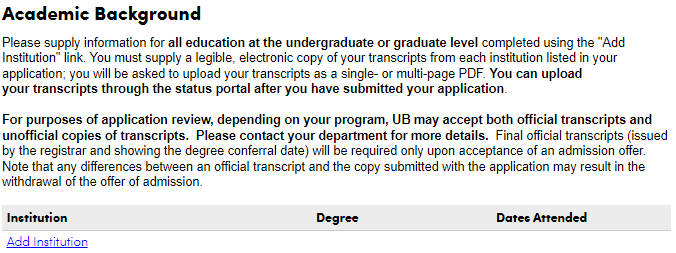 Academic Background
Please supply information for all education at the undergraduate or graduate level completed using the "Add
Institution" link. You must supply a legible, electronic copy of your transcripts from each institution listed in your
application; you will be asked to upload your transcripts as a single- or multi-page PDF. You can upload
your transcripts through the status portal after you have submitted your application.
For purposes of application review, depending on your program, UB may accept both official transcripts and
unofficial copies of transcripts. Please contact your department for more details. Final official transcripts (issued
by the registrar and showing the degree conferral date) will be required only upon acceptance of an admission offer.
Note that any differences between an official transcript and the copy submitted with the application may result in the
withdrawal of the offer of admission.
Institution Degree Dates Attended
Add Institution